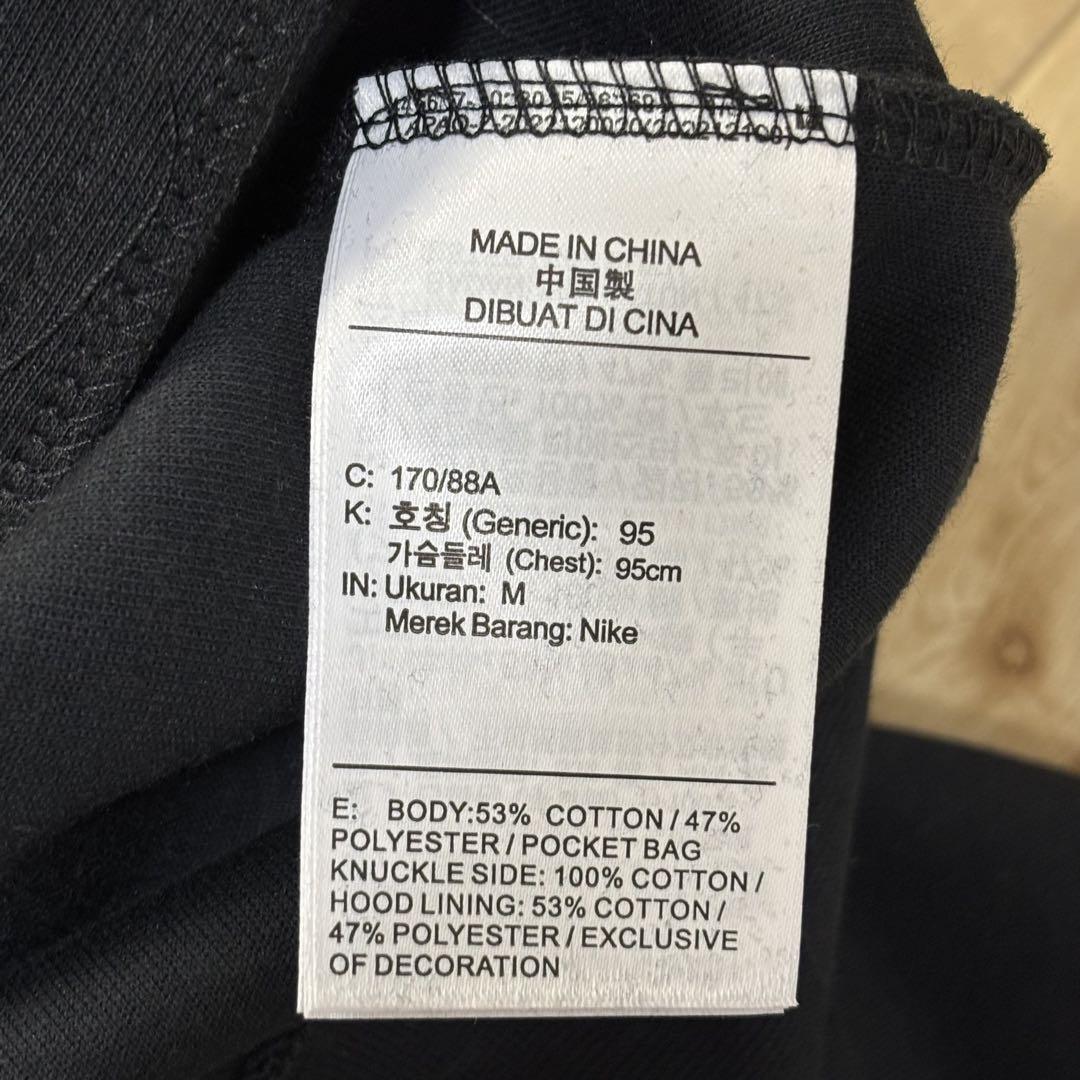 MADE IN CHINA
中国製
DIBUAT DI CINA
C: 170/88A
K: 호칭 (Generic): 95
가슴둘레 (Chest): 95cm
IN: Ukuran: M
Merek Barang: Nike
E: BODY:53% COTTON / 47%
POLYESTER / POCKET BAG
KNUCKLE SIDE: 100% COTTON /
HOOD LINING: 53% COTTON /
47% POLYESTER / EXCLUSIVE
OF DECORATION